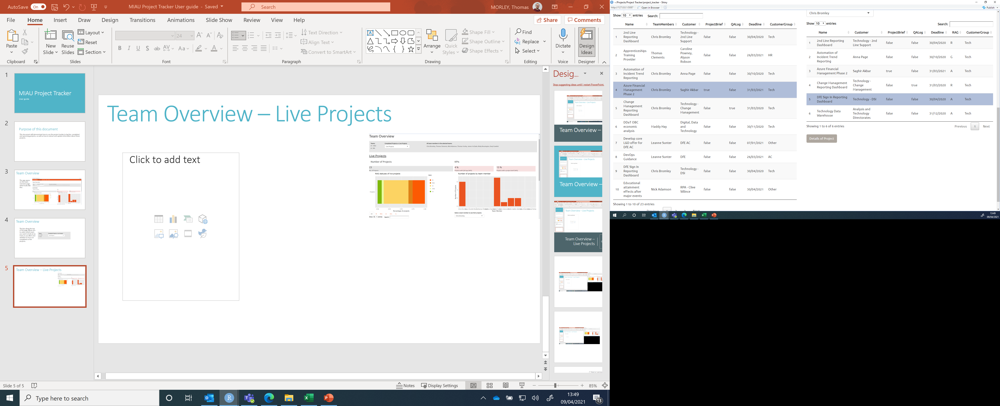 AutoSave On
MIAU Project Tracker User guide - Saved
Search
MORLEY, Thomas
File Home Insert Draw Design Transitions Animations Slide Show Review View Help
Share Comments
Paste
Clipboard
New Slide
Reuse Slides
Layout
Reset
Section
Slides
24
Font
Paragraph
Text Direction
Align Text
Convert to SmartArt
Arrange
Quick Styles
Shape Fill
Shape Outline
Shape Effects
Drawing
Find
Replace
Select
Editing
Dictate
Voice
Design Ideas
Designer
1
MIAU Project Tracker
User guide
2
Purpose of this document
This document will demonstrate how to use the project tracker to log live, completed
and upcoming projects, as well as how to extract and update information about these
projects.
3
Team Overview
The app opens
on the team
overview page,
which looks like
this:
4
Team Overview
The bar along the top
of the page allows you
to select which team
you want to look at (as
many as you like!) and
whether to focus on
completed or live
projects.
5
Team Overview – Live Projects
Team Overview – Live Projects
Click to add text
Team Overview
Teams:
Completed Projects or Live Projects
Live Projects
All team members in the selected teams:
Live Projects
Number of Projects
KPIs
23
No. of Projects
4 %
Projects with QA logs (KPI)
13 %
Projects with a project brief (KPI)
RAG statuses of live projects
RAG
Percentage of projects
Number of projects by team member
Number of Projects
Team Member
Select a team member to see their projects:
Chris Bromley
Show 10 entries Search:
Desig...
Stop suggesting ideas until I restart PowerPoint.
Team Overview –
Team Overview –
Team Overview –
Live Projects
Slide 5 of 5
Notes
Display Settings
85%
Type here to search
13:49
09/04/2021
13
~/Projects/Project Tracker/project_tracker - Shiny
http://127.0.0.1:5087 Open in Browser
Publish
Show 10 entries Search:
Name TeamMembers Customer ProjectBrief QALog Deadline CustomerGroup
1 2nd Line Reporting Dashboard Chris Bromley Technology - 2nd Line Support false false 30/04/2020 Tech
2 Apprenticeships Training Provider Thomas Clements Caroline Powney, Alyson Robson false false 26/03/2021 HR
3 Automation of Incident Trend Reporting Chris Bromley Anna Page false false 30/10/2020 Tech
4 Azure Financial Management Phase 2 Chris Bromley Saghir Akbar true false 31/03/2021 Tech
5 Change Management Reporting Dashboard Chris Bromley Technology - Change Management false true 31/03/2020 Tech
6 DDaT OBC economic analysis Maddy Hay Digital, Data and Technology false false 30/11/2020 Tech
7 Develop core L&D offer for DfE AC Leanne Sunter DfE AC false false 07/01/2021 Other
8 DevOps Guidance Leanne Sunter DfE false false 26/03/2021 AC
9 DfE Sign In Reporting Dashboard Chris Bromley Technology - DSI false false 30/04/2020 Tech
10 Educational attainment effects after major events Nick Adamson RPA - Clive Sillince false false 30/04/2021 Other
Showing 1 to 10 of 23 entries
Chris Bromley
Show 10 entries
Search:
Name Customer ProjectBrief QALog Deadline RAG CustomerGroup
1 2nd Line Reporting Dashboard Technology - 2nd Line Support false false 30/04/2020 R Tech
2 Automation of Incident Trend Reporting Anna Page false false 30/10/2020 G Tech
3 Azure Financial Management Phase 2 Saghir Akbar true false 31/03/2021 A Tech
4 Change Management Reporting Dashboard Technology - Change Management false true 31/03/2020 R Tech
5 DfE Sign In Reporting Dashboard Technology - DSI false false 30/04/2020 A Tech
6 Technology Data Warehouse Analysis and Technology Directorates false false 31/12/2020 A Tech
Showing 1 to 6 of 6 entries
Previous 1 Next
Details of Project
13:49
09/04/2021